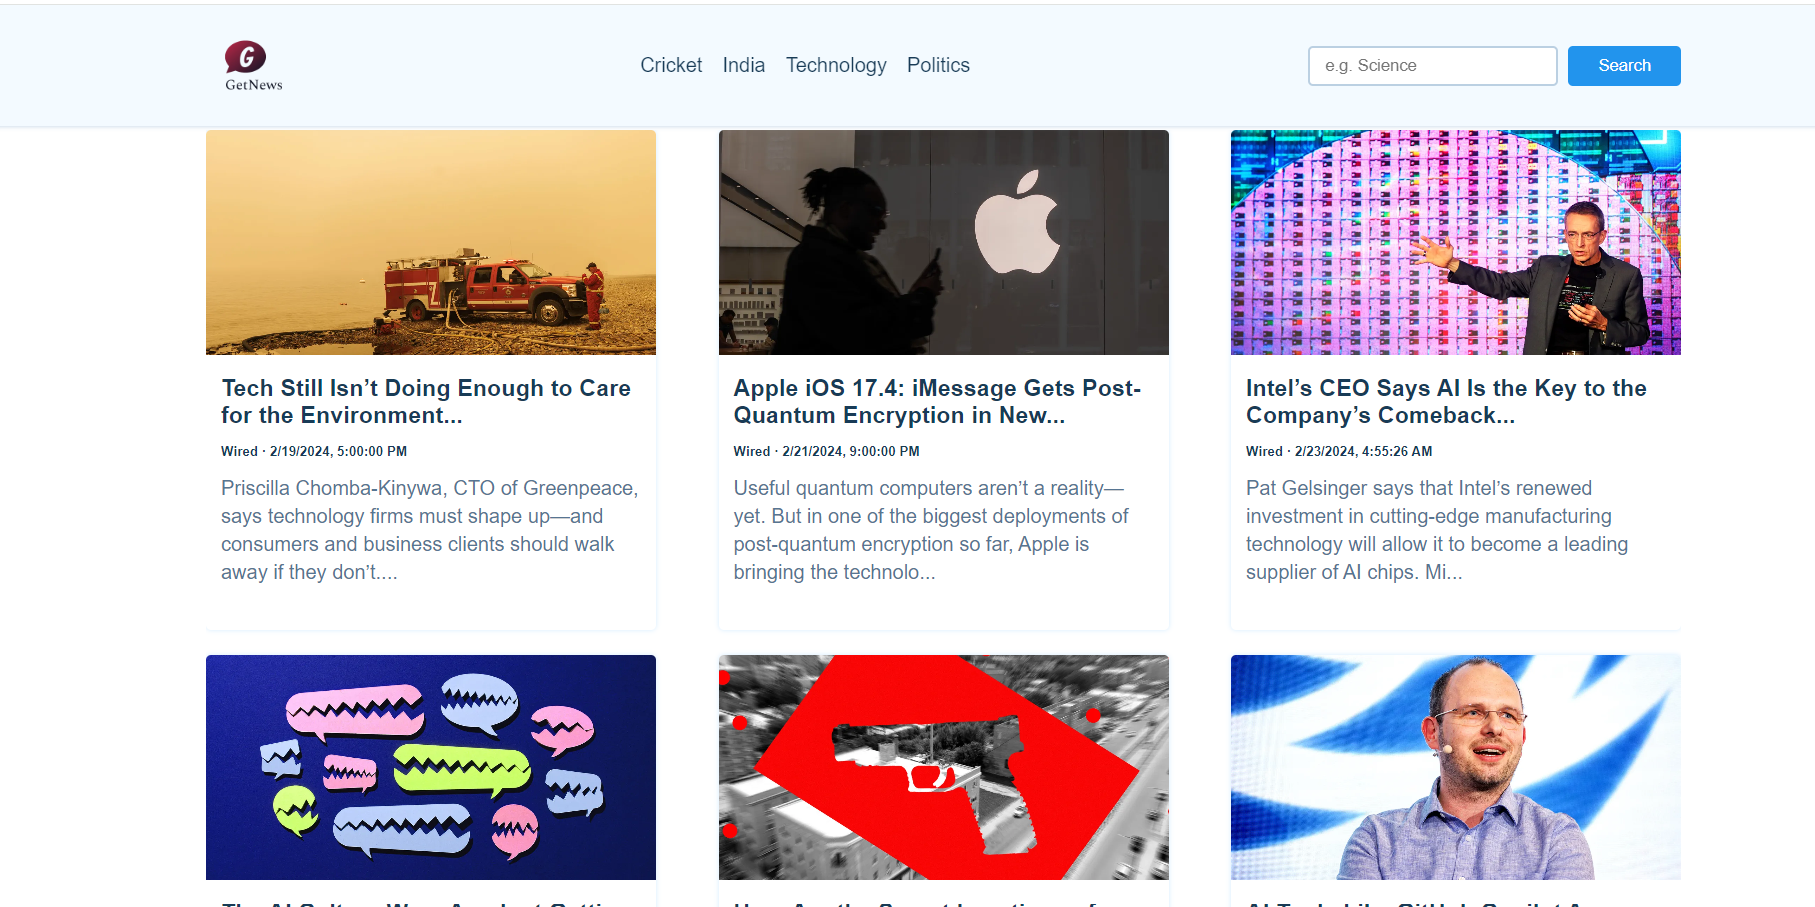 G
GetNews
Cricket India Technology Politics
e.g. Science
Search
Tech Still Isn’t Doing Enough to Care
for the Environment...
Wired · 2/19/2024, 5:00:00 PM
Priscilla Chomba-Kinywa, CTO of Greenpeace,
says technology firms must shape up—and
consumers and business clients should walk
away if they don’t....
Apple iOS 17.4: iMessage Gets Post-
Quantum Encryption in New...
Wired · 2/21/2024, 9:00:00 PM
Useful quantum computers aren’t a reality—
yet. But in one of the biggest deployments of
post-quantum encryption so far, Apple is
bringing the technolo...
Intel’s CEO Says AI Is the Key to the
Company’s Comeback...
Wired · 2/23/2024, 4:55:26 AM
Pat Gelsinger says that Intel’s renewed
investment in cutting-edge manufacturing
technology will allow it to become a leading
supplier of AI chips. Mi...